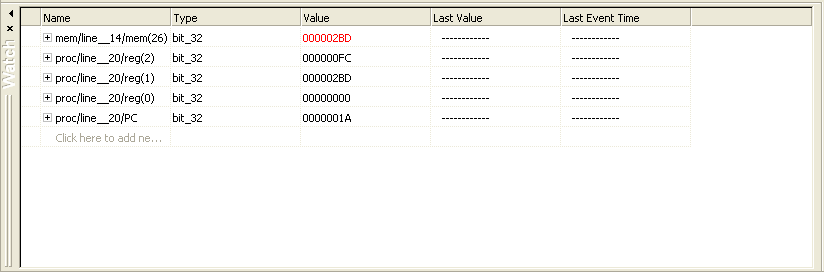 Name Type Value Last Value Last Event Time
mem/line__14/mem(26) bit_32 000002BD ------------ ------------
proc/line__20/reg(2) bit_32 000000FC ------------ ------------
proc/line__20/reg(1) bit_32 000002BD ------------ ------------
proc/line__20/reg(0) bit_32 00000000 ------------ ------------
proc/line__20/PC bit_32 0000001A ------------ ------------
Click here to add ne...
Watch